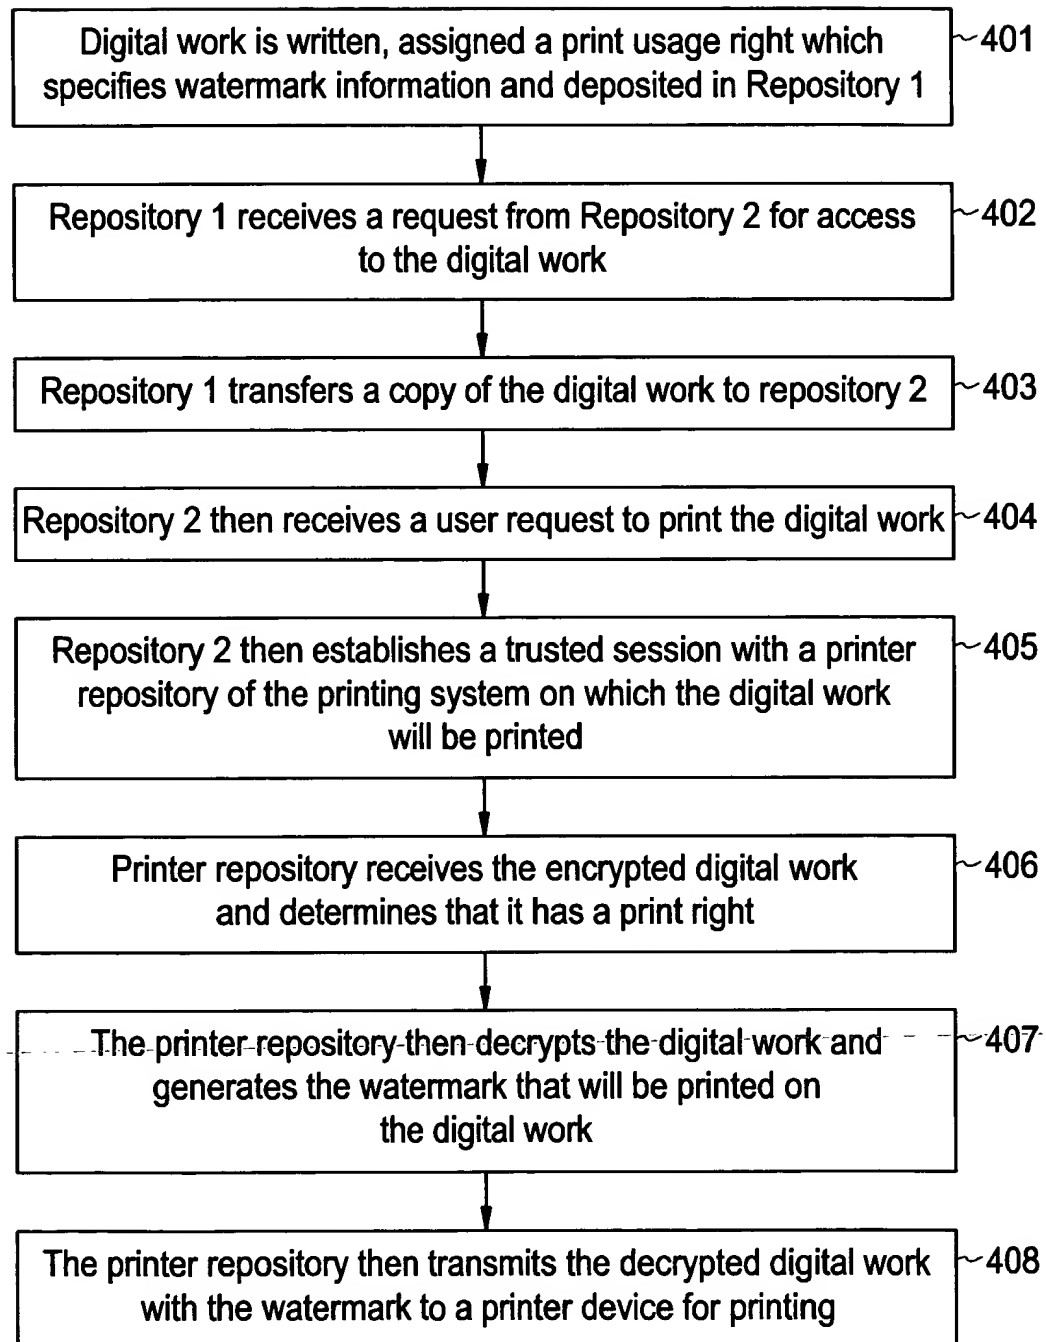 Digital work is written, assigned a print usage right which
specifies watermark information and deposited in Repository 1
401
Repository 1 receives a request from Repository 2 for access
to the digital work
402
Repository 1 transfers a copy of the digital work to repository 2
403
Repository 2 then receives a user request to print the digital work
404
Repository 2 then establishes a trusted session with a printer
repository of the printing system on which the digital work
will be printed
405
Printer repository receives the encrypted digital work
and determines that it has a print right
406
The printer repository then decrypts the digital work and
generates the watermark that will be printed on
the digital work
407
The printer repository then transmits the decrypted digital work
with the watermark to a printer device for printing
408